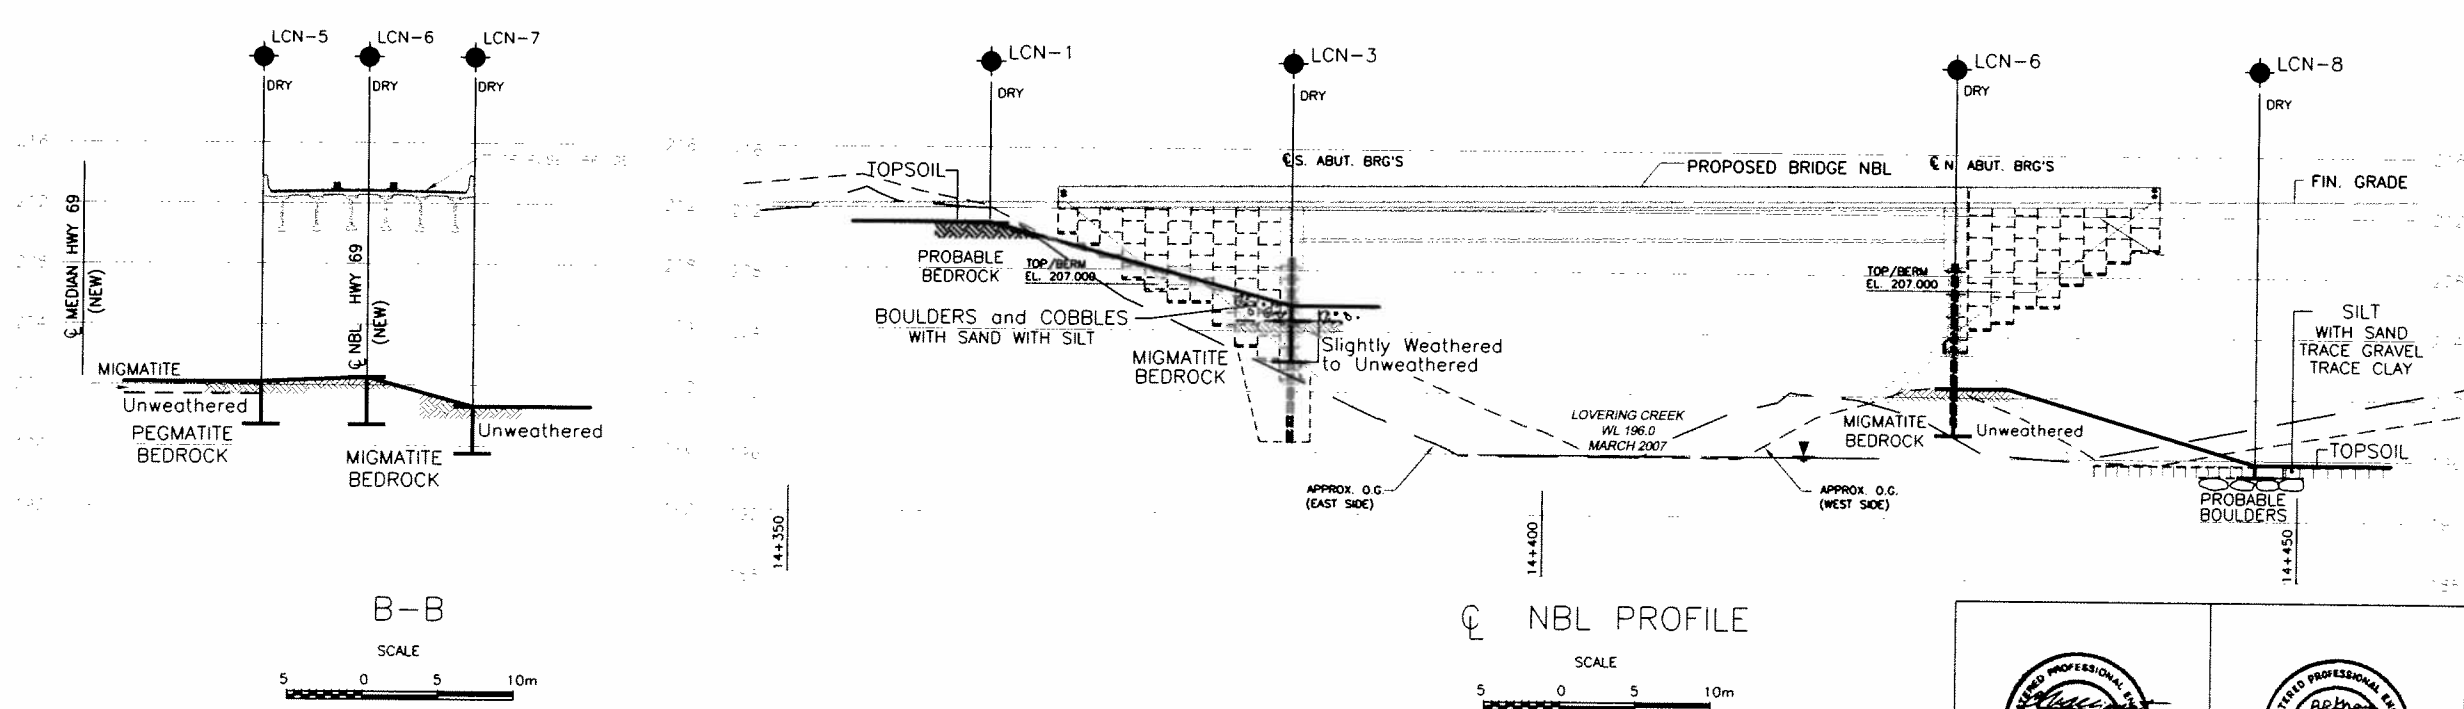 LCN-5
LCN-6
LCN-7
DRY
DRY
DRY
℄ MEDIAN HWY 69
(NEW)
℄ NBL HWY 69
(NEW)
MIGMATITE
Unweathered
PEGMATITE
BEDROCK
MIGMATITE
BEDROCK
Unweathered
B-B
SCALE
5 0 5 10m
LCN-1
LCN-3
LCN-6
LCN-8
DRY
DRY
DRY
DRY
℄ S. ABUT. BRG'S
PROPOSED BRIDGE NBL
℄ N. ABUT. BRG'S
FIN. GRADE
TOPSOIL
PROBABLE
BEDROCK
TOP/BERM
EL. 207.000
BOULDERS and COBBLES
WITH SAND WITH SILT
MIGMATITE
BEDROCK
Slightly Weathered
to Unweathered
TOP/BERM
EL. 207.000
SILT
WITH SAND
TRACE GRAVEL
TRACE CLAY
LOVERING CREEK
WL 196.0
MARCH 2007
MIGMATITE
BEDROCK
Unweathered
TOPSOIL
PROBABLE
BOULDERS
APPROX. O.G.
(EAST SIDE)
APPROX. O.G.
(WEST SIDE)
14+350
14+400
14+450
℄ NBL PROFILE
SCALE
5 0 5 10m
PROFESSIONAL
PROFESSIONAL